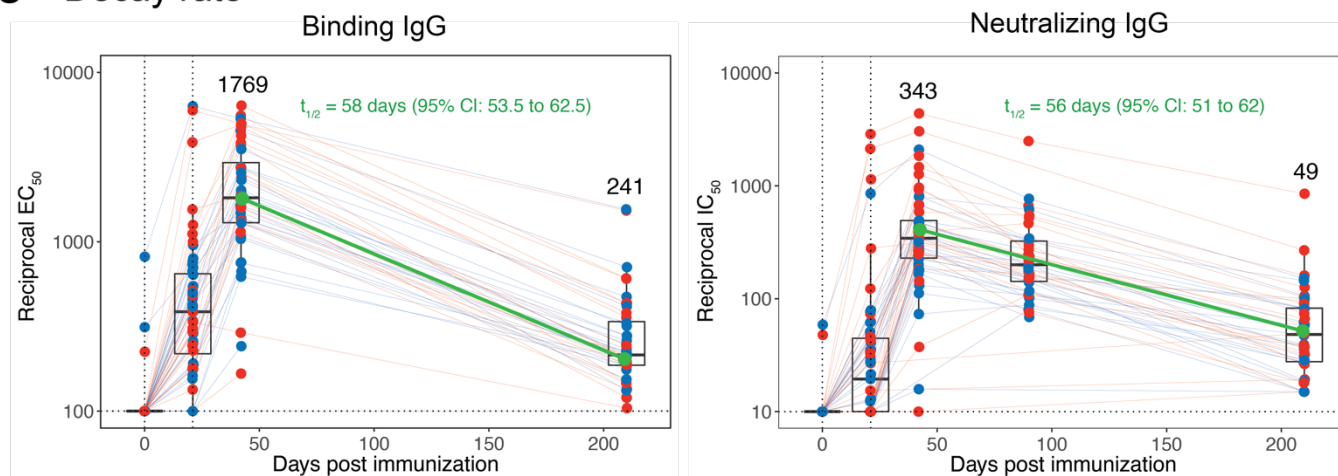 Decay rate
Binding IgG
10000
1000
100
Reciprocal EC50
1769
t1/2 = 58 days (95% CI: 53.5 to 62.5)
241
0 50 100 150 200
Days post immunization
Neutralizing IgG
10000
1000
100
10
Reciprocal IC50
343
t1/2 = 56 days (95% CI: 51 to 62)
49
0 50 100 150 200
Days post immunization